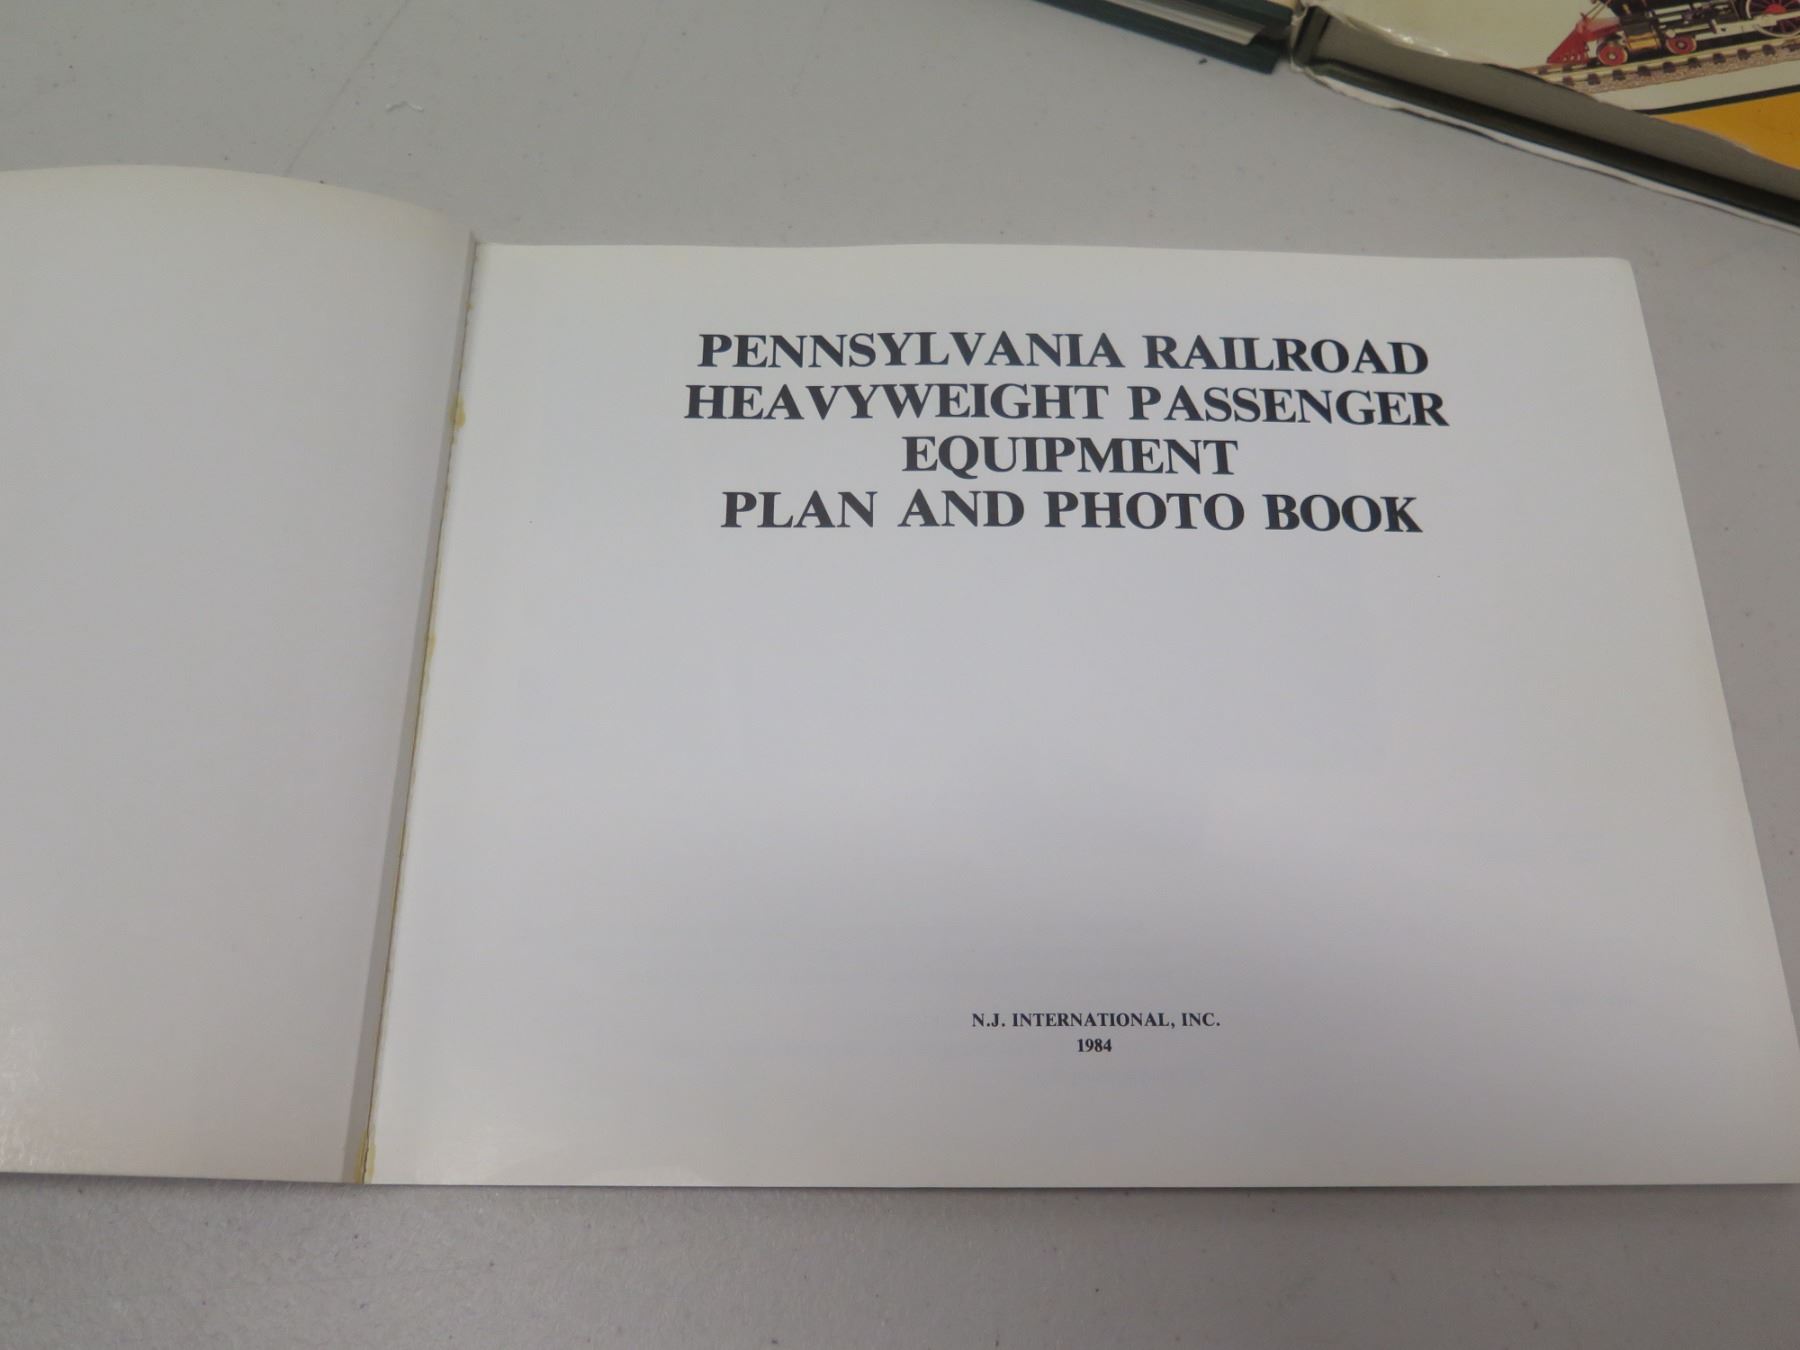 PENNSYLVANIA RAILROAD
HEAVYWEIGHT PASSENGER
EQUIPMENT
PLAN AND PHOTO BOOK
N.J. INTERNATIONAL, INC.
1984